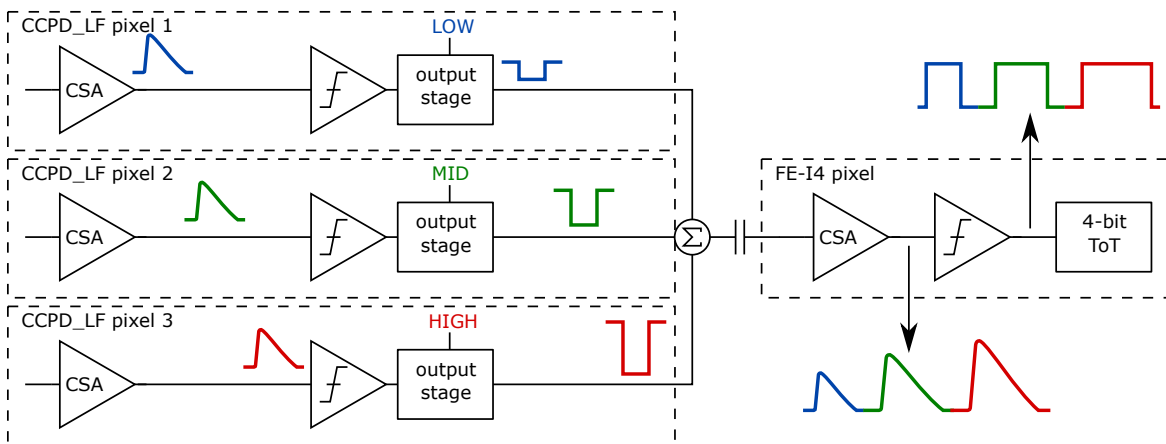 CCPD_LF pixel 1
LOW
CSA
output
stage
CCPD_LF pixel 2
MID
CSA
output
stage
CCPD_LF pixel 3
HIGH
CSA
output
stage
Σ
FE-I4 pixel
CSA
4-bit
ToT